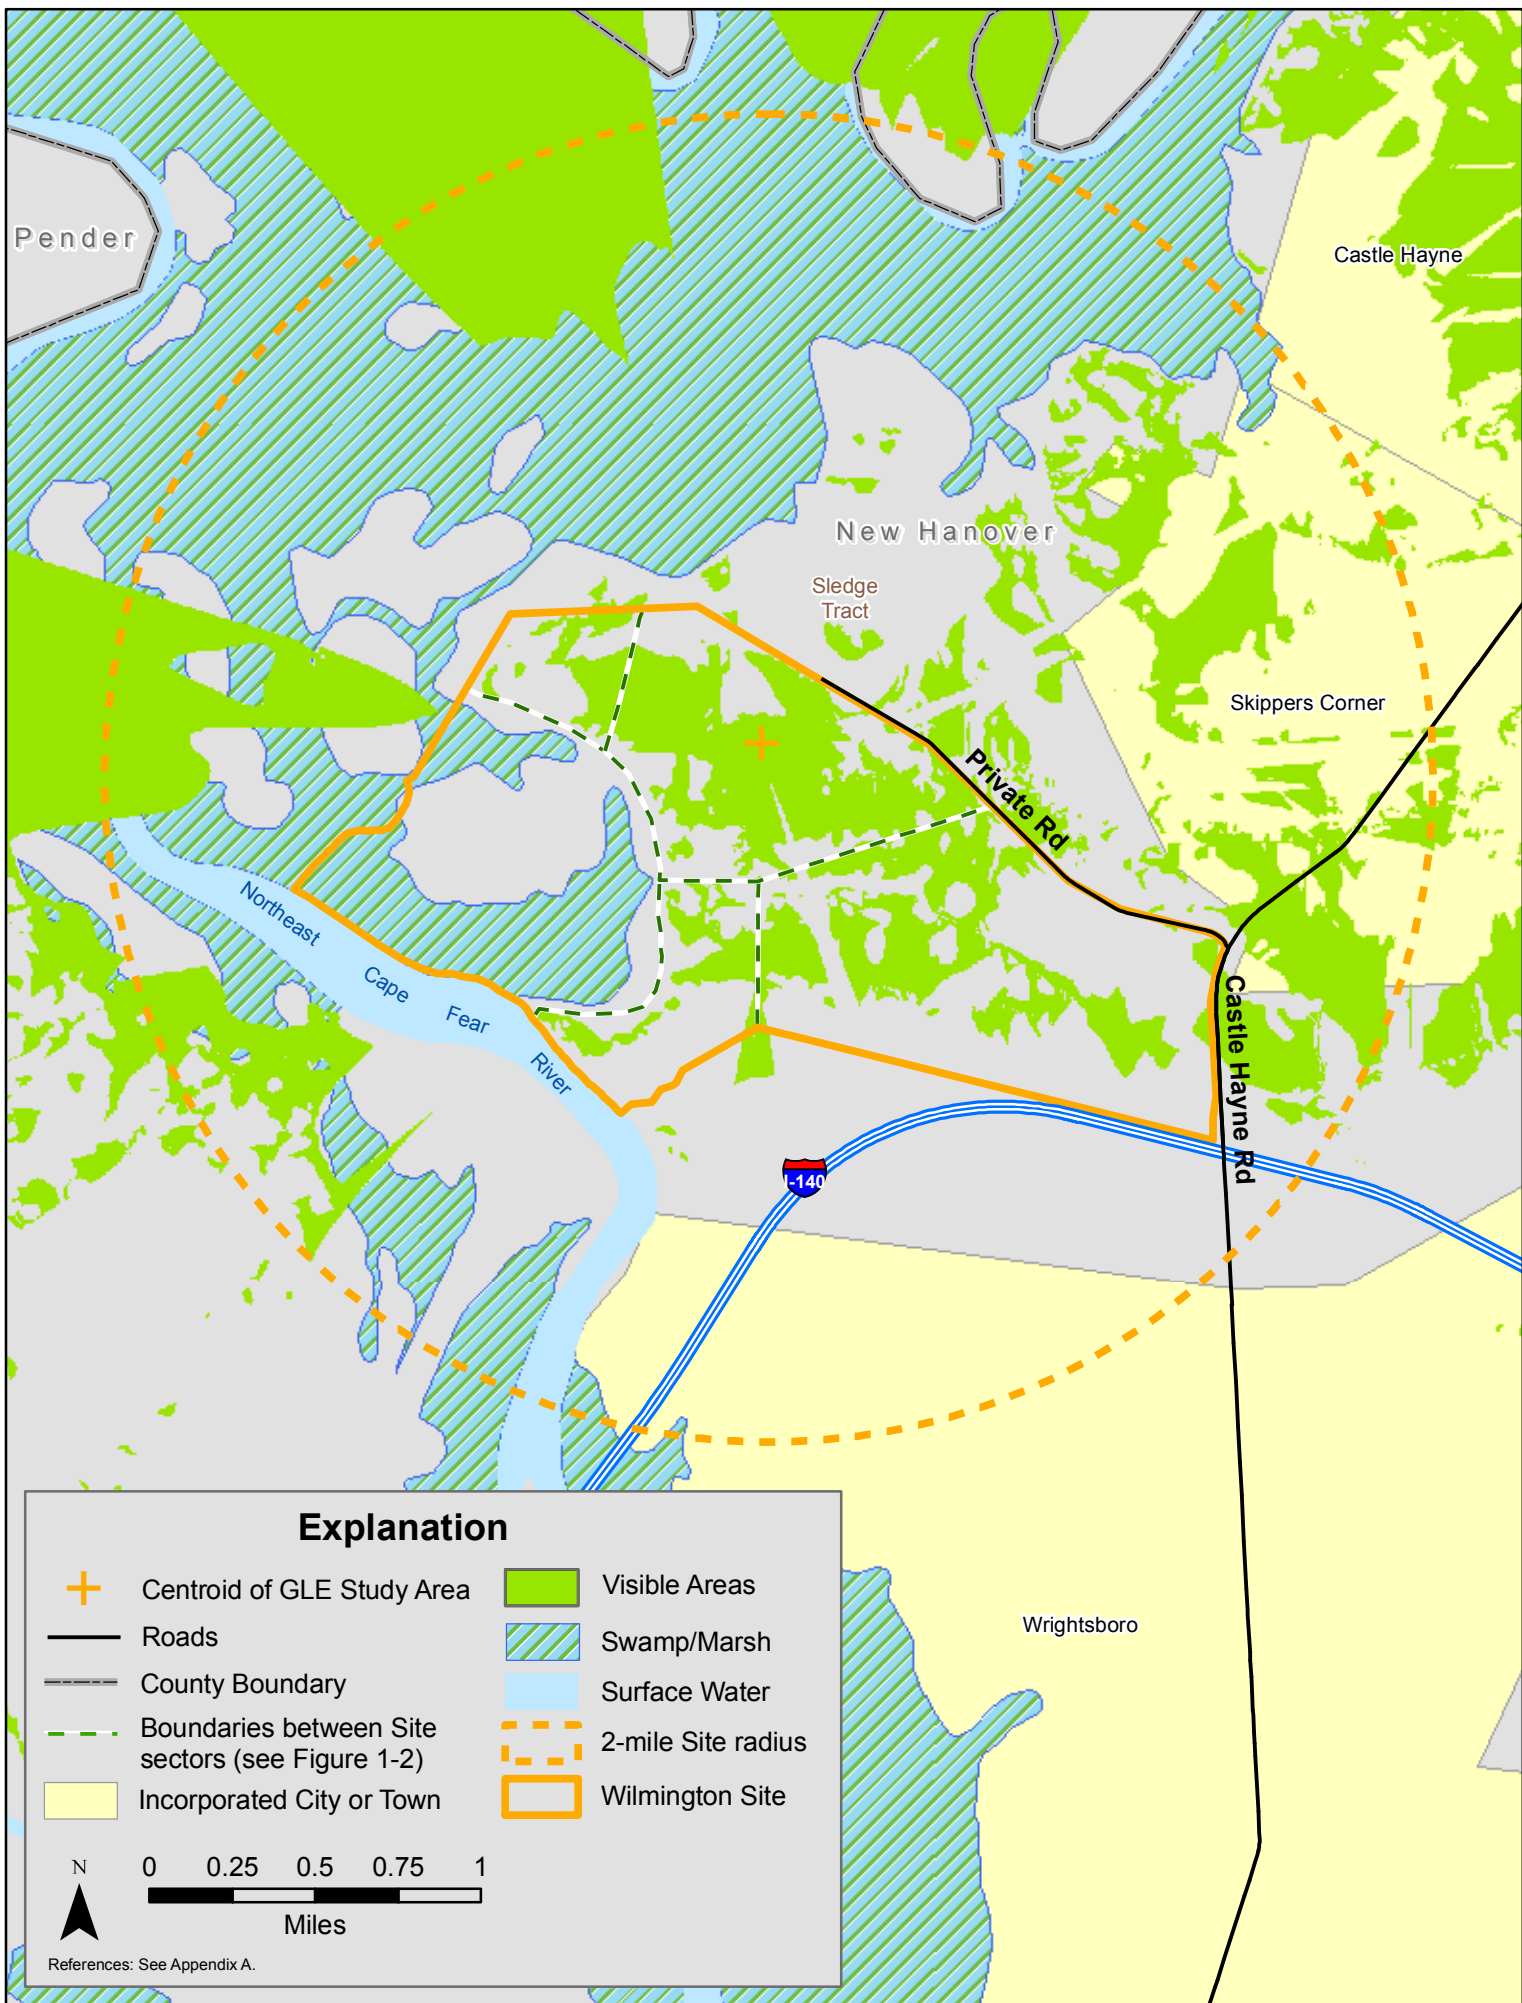 Pender
Castle Hayne
New Hanover
Sledge
Tract
Skippers Corner
Private Rd
Northeast
Cape
Fear
River
Castle Hayne Rd
I-140
Wrightsboro
Explanation
Centroid of GLE Study Area
Roads
County Boundary
Boundaries between Site
sectors (see Figure 1-2)
Incorporated City or Town
Visible Areas
Swamp/Marsh
Surface Water
2-mile Site radius
Wilmington Site
N
0 0.25 0.5 0.75 1
Miles
References: See Appendix A.